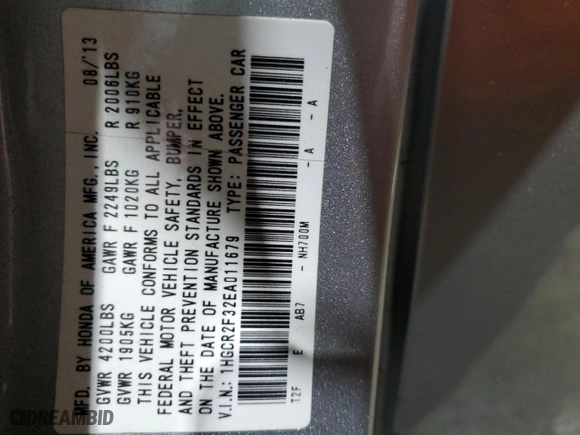 MFD. BY HONDA OF AMERICA MFG., INC. 08/'13
GVWR 4200LBS GAWR F 2249LBS R 2006LBS
GVWR 1905KG GAWR F 1020KG R 910KG
THIS VEHICLE CONFORMS TO ALL APPLICABLE
FEDERAL MOTOR VEHICLE SAFETY, BUMPER,
AND THEFT PREVENTION STANDARDS IN EFFECT
ON THE DATE OF MANUFACTURE SHOWN ABOVE.
V.I.N.: 1HGCR2F32EA011679 TYPE: PASSENGER CAR
T2F E AB7 - NH700M - A - A
DREAMBID